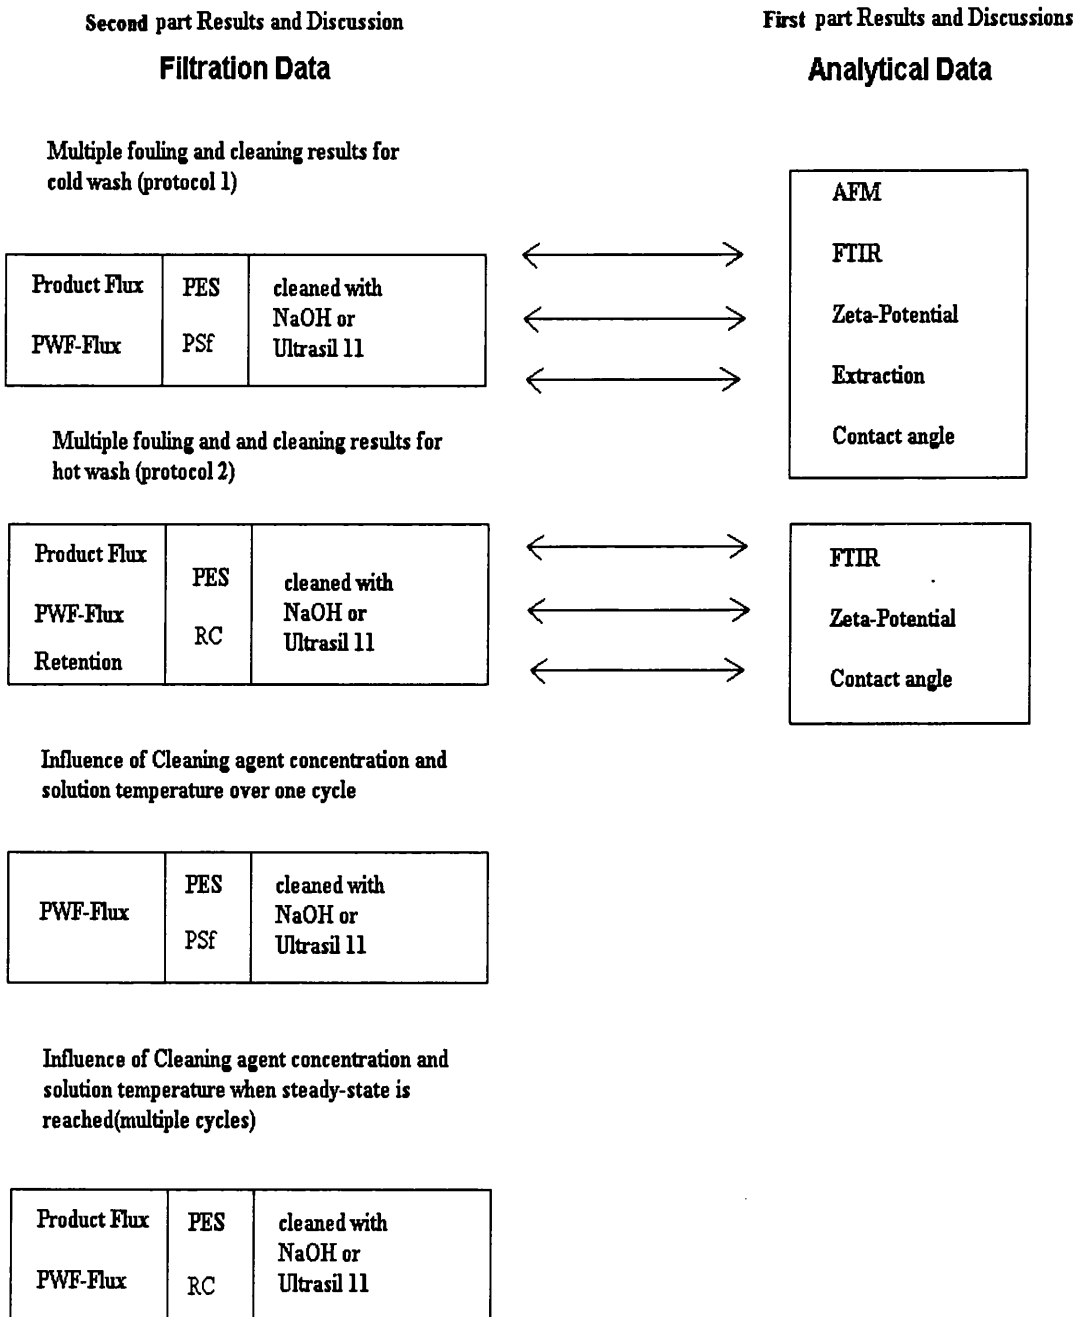 Second part Results and Discussion
Filtration Data
First part Results and Discussions
Analytical Data
Multiple fouling and cleaning results for
cold wash (protocol 1)
Product Flux
PWF-Flux
PES
PSf
cleaned with
NaOH or
Ultrasil 11
AFM
FTIR
Zeta-Potential
Extraction
Contact angle
Multiple fouling and and cleaning results for
hot wash (protocol 2)
Product Flux
PWF-Flux
Retention
PES
RC
cleaned with
NaOH or
Ultrasil 11
FTIR
Zeta-Potential
Contact angle
Influence of Cleaning agent concentration and
solution temperature over one cycle
PWF-Flux
PES
PSf
cleaned with
NaOH or
Ultrasil 11
Influence of Cleaning agent concentration and
solution temperature when steady-state is
reached(multiple cycles)
Product Flux
PWF-Flux
PES
RC
cleaned with
NaOH or
Ultrasil 11